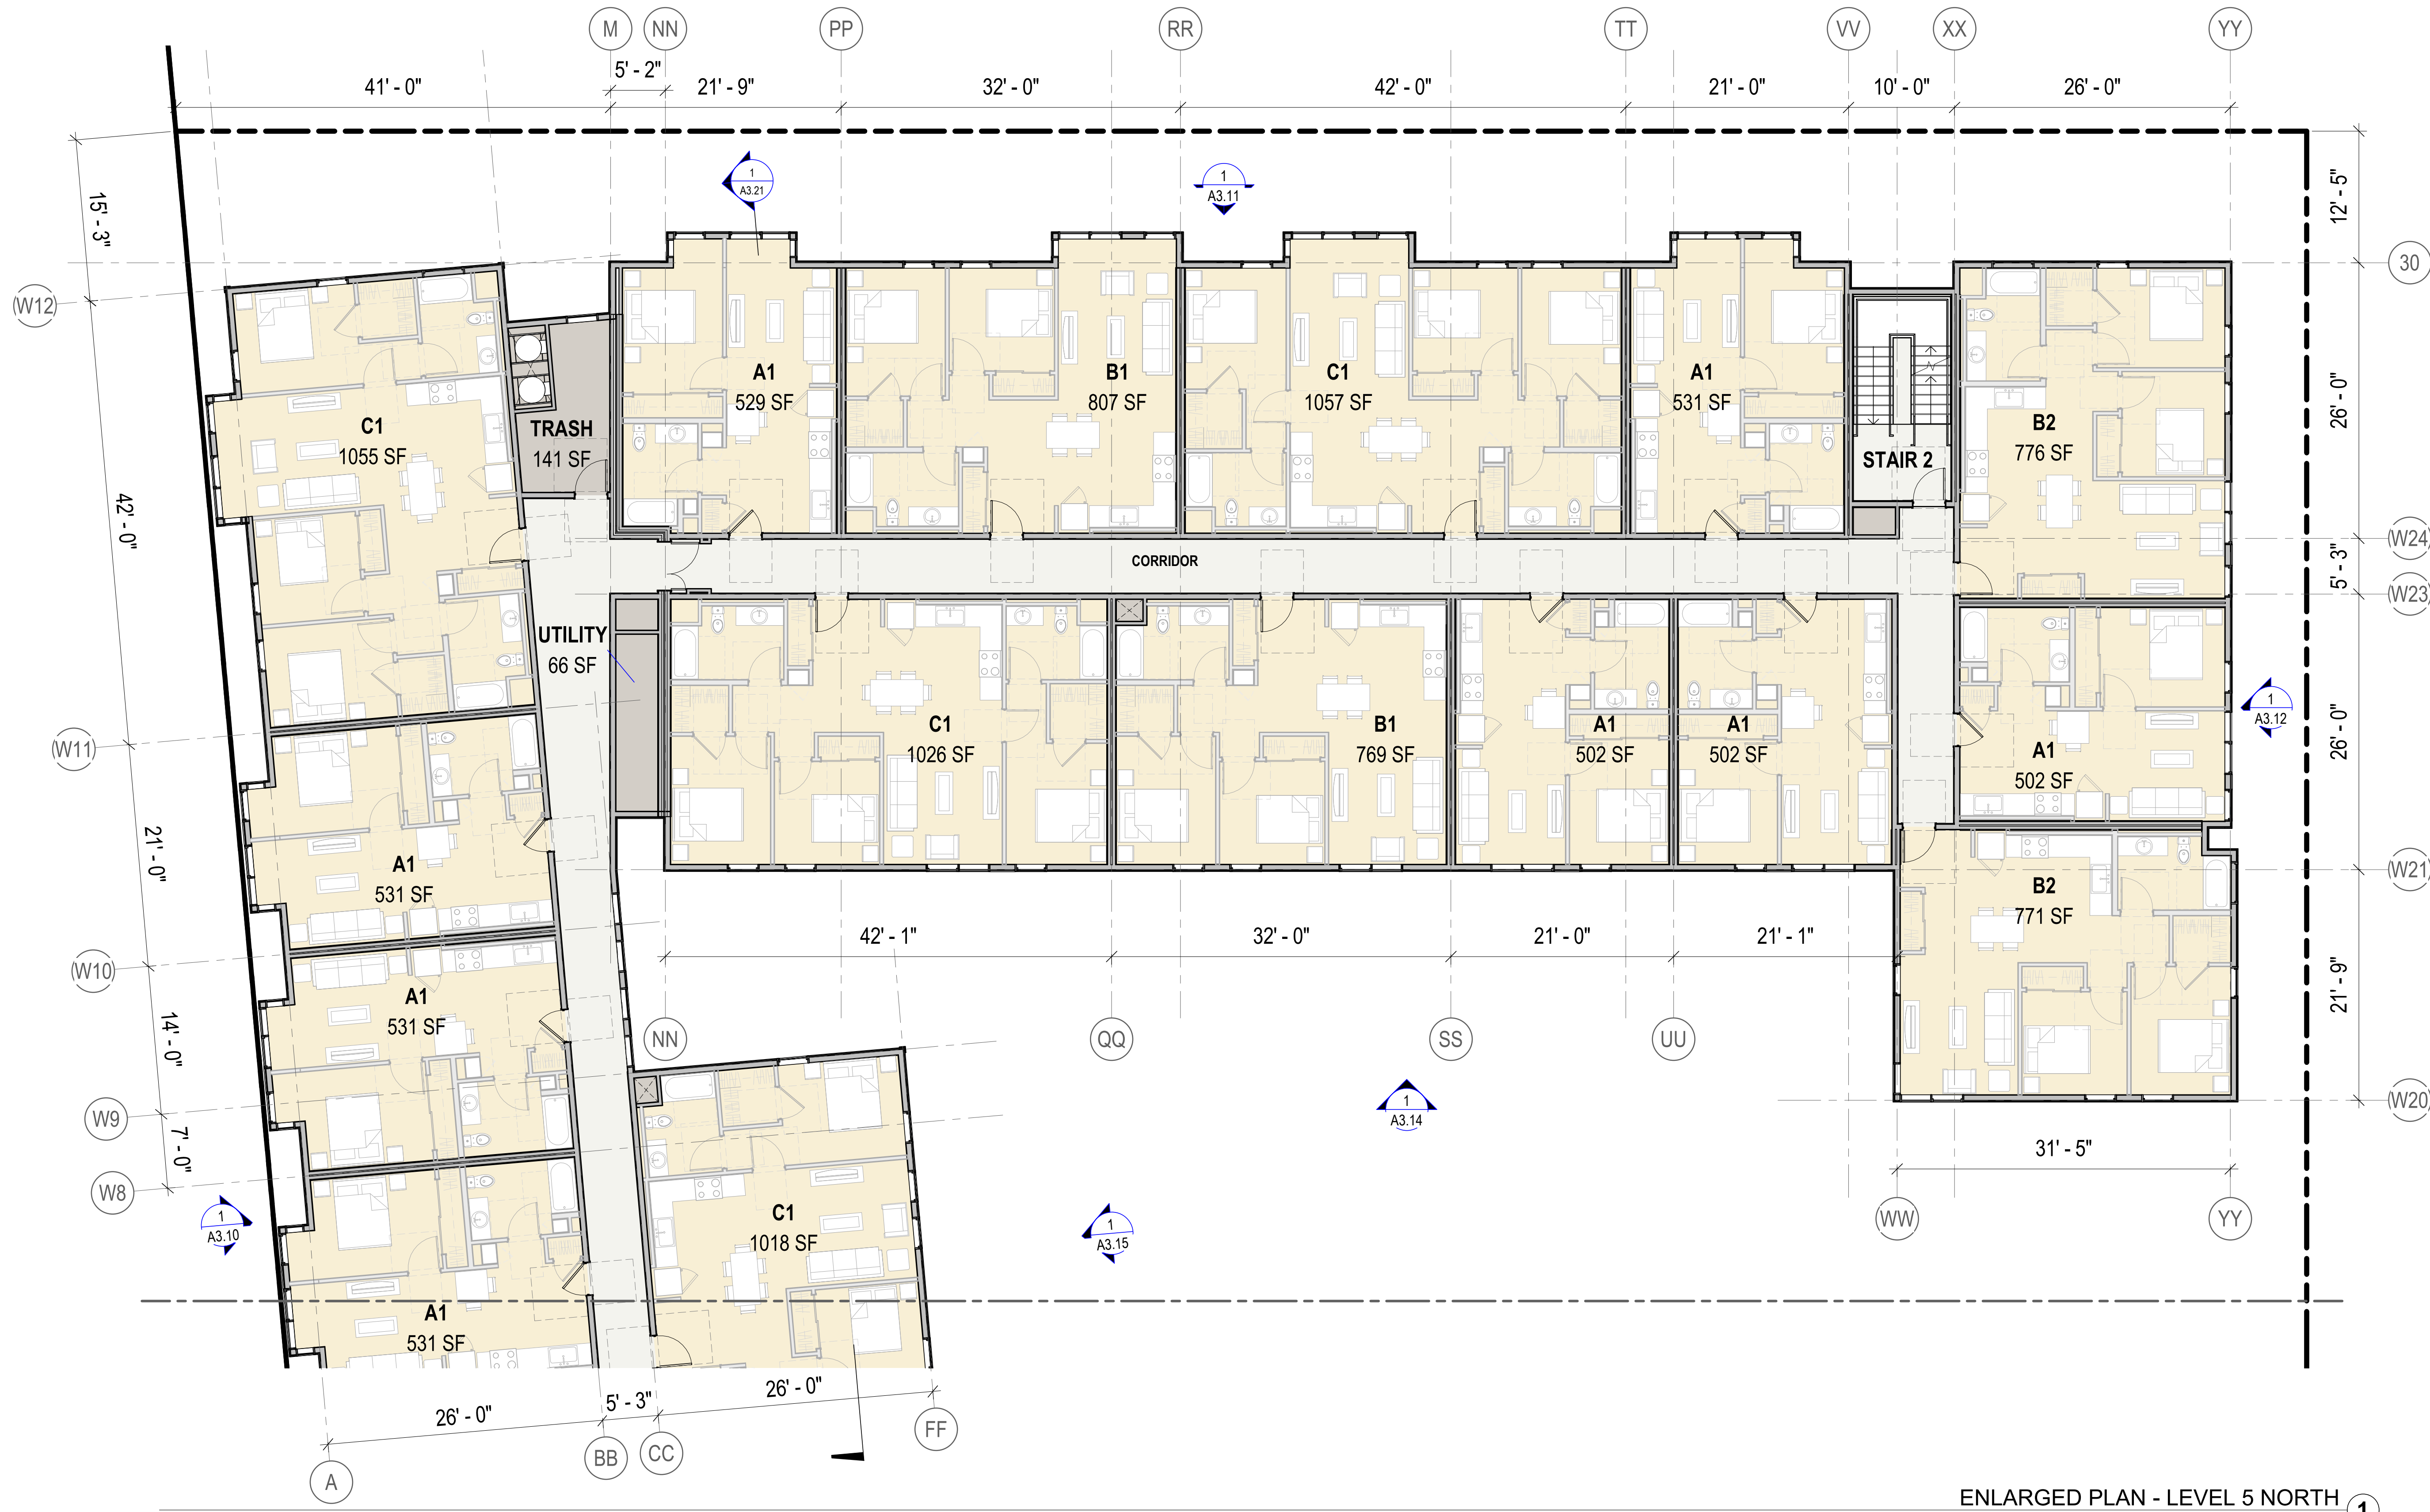 M
NN
PP
RR
TT
VV
XX
YY
5' - 2"
41' - 0"
21' - 9"
32' - 0"
42' - 0"
21' - 0"
10' - 0"
26' - 0"
15' - 3"
42' - 0"
21' - 0"
14' - 0"
7' - 0"
W12
W11
W10
W9
W8
12' - 5"
26' - 0"
5' - 3"
26' - 0"
21' - 9"
30
W24
W23
W21
W20
1
A3.21
1
A3.11
1
A3.12
1
A3.14
1
A3.15
1
A3.10
C1
1055 SF
TRASH
141 SF
A1
529 SF
B1
807 SF
C1
1057 SF
A1
531 SF
STAIR 2
B2
776 SF
CORRIDOR
UTILITY
66 SF
C1
1026 SF
B1
769 SF
A1
502 SF
A1
502 SF
A1
502 SF
B2
771 SF
A1
531 SF
A1
531 SF
A1
531 SF
C1
1018 SF
42' - 1"
32' - 0"
21' - 0"
21' - 1"
NN
QQ
SS
UU
31' - 5"
WW
YY
26' - 0"
5' - 3"
26' - 0"
A
BB
CC
FF
ENLARGED PLAN - LEVEL 5 NORTH
1